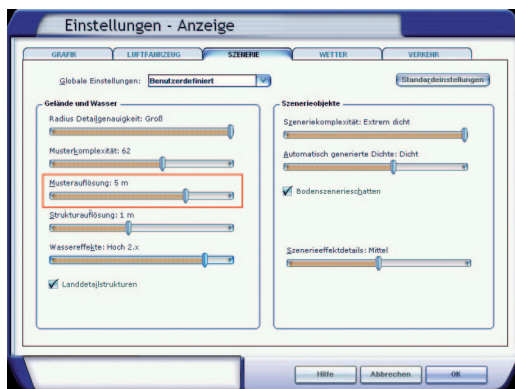 Einstellungen - Anzeige
GRAFIK
LUFTFAHRZEUG
SZENERIE
WETTER
VERKEHR
Globale Einstellungen: Benutzerdefiniert
Standardeinstellungen
Gelände und Wasser
Radius Detailgenauigkeit: Groß
Musterkomplexität: 62
Musterauflösung: 5 m
Strukturauflösung: 1 m
Wassereffekte: Hoch 2.x
Landdetailstrukturen
Szenerieobjekte
Szeneriekomplexität: Extrem dicht
Automatisch generierte Dichte: Dicht
Bodenszenerieschatten
Szenerieeffektdetails: Mittel
Hilfe
Abbrechen
OK